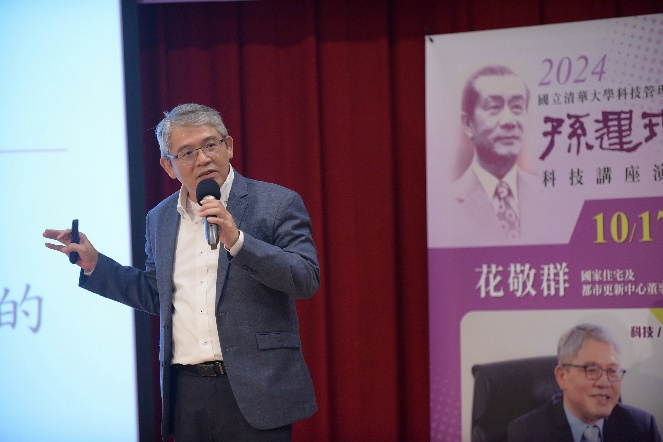 的
2024
國立清華大學科技管理
孫運璿
科技講座演
10/17
花敬群
國家住宅及
都市更新中心董事
科技/